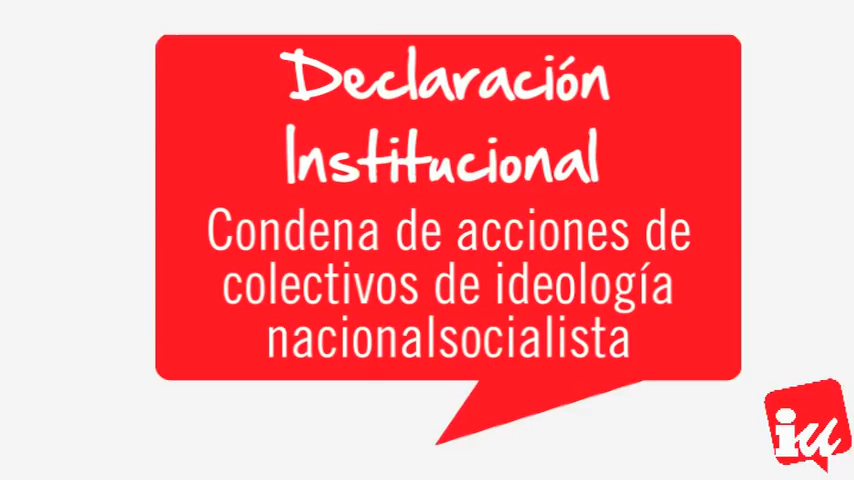 Declaración
Institucional
Condena de acciones de
colectivos de ideología
nacionalsocialista
iu